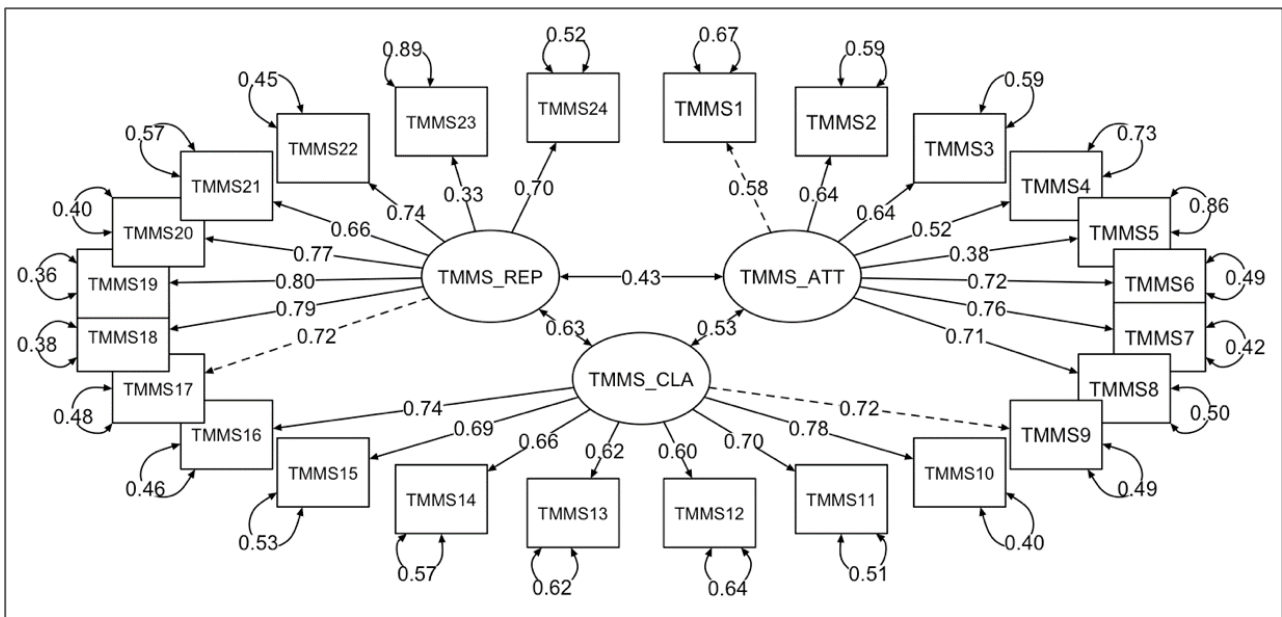 0.89 0.52 0.67 0.59
0.45 TMMS24 TMMS1 0.59
TMMS23 TMMS2
0.57 TMMS22 TMMS3 0.73
TMMS21 TMMS4
0.40 0.33 0.70 0.58 0.64 0.86
0.74 0.64
TMMS20 0.66 0.52 TMMS5
0.77 0.38
0.36 TMMS19 0.80 TMMS_REP 0.43 TMMS_ATT 0.72 TMMS6 0.49
0.79 0.76
0.38 TMMS18 0.72 0.63 0.53 0.71 TMMS7 0.42
TMMS17 TMMS_CLA TMMS8
0.48 0.74 0.72 0.50
TMMS16 0.69 0.78 TMMS9
0.66 0.62 0.60 0.70
0.46 TMMS15 TMMS10 0.49
TMMS14 TMMS13 TMMS12 TMMS11
0.53 0.40
0.57 0.62 0.64 0.51